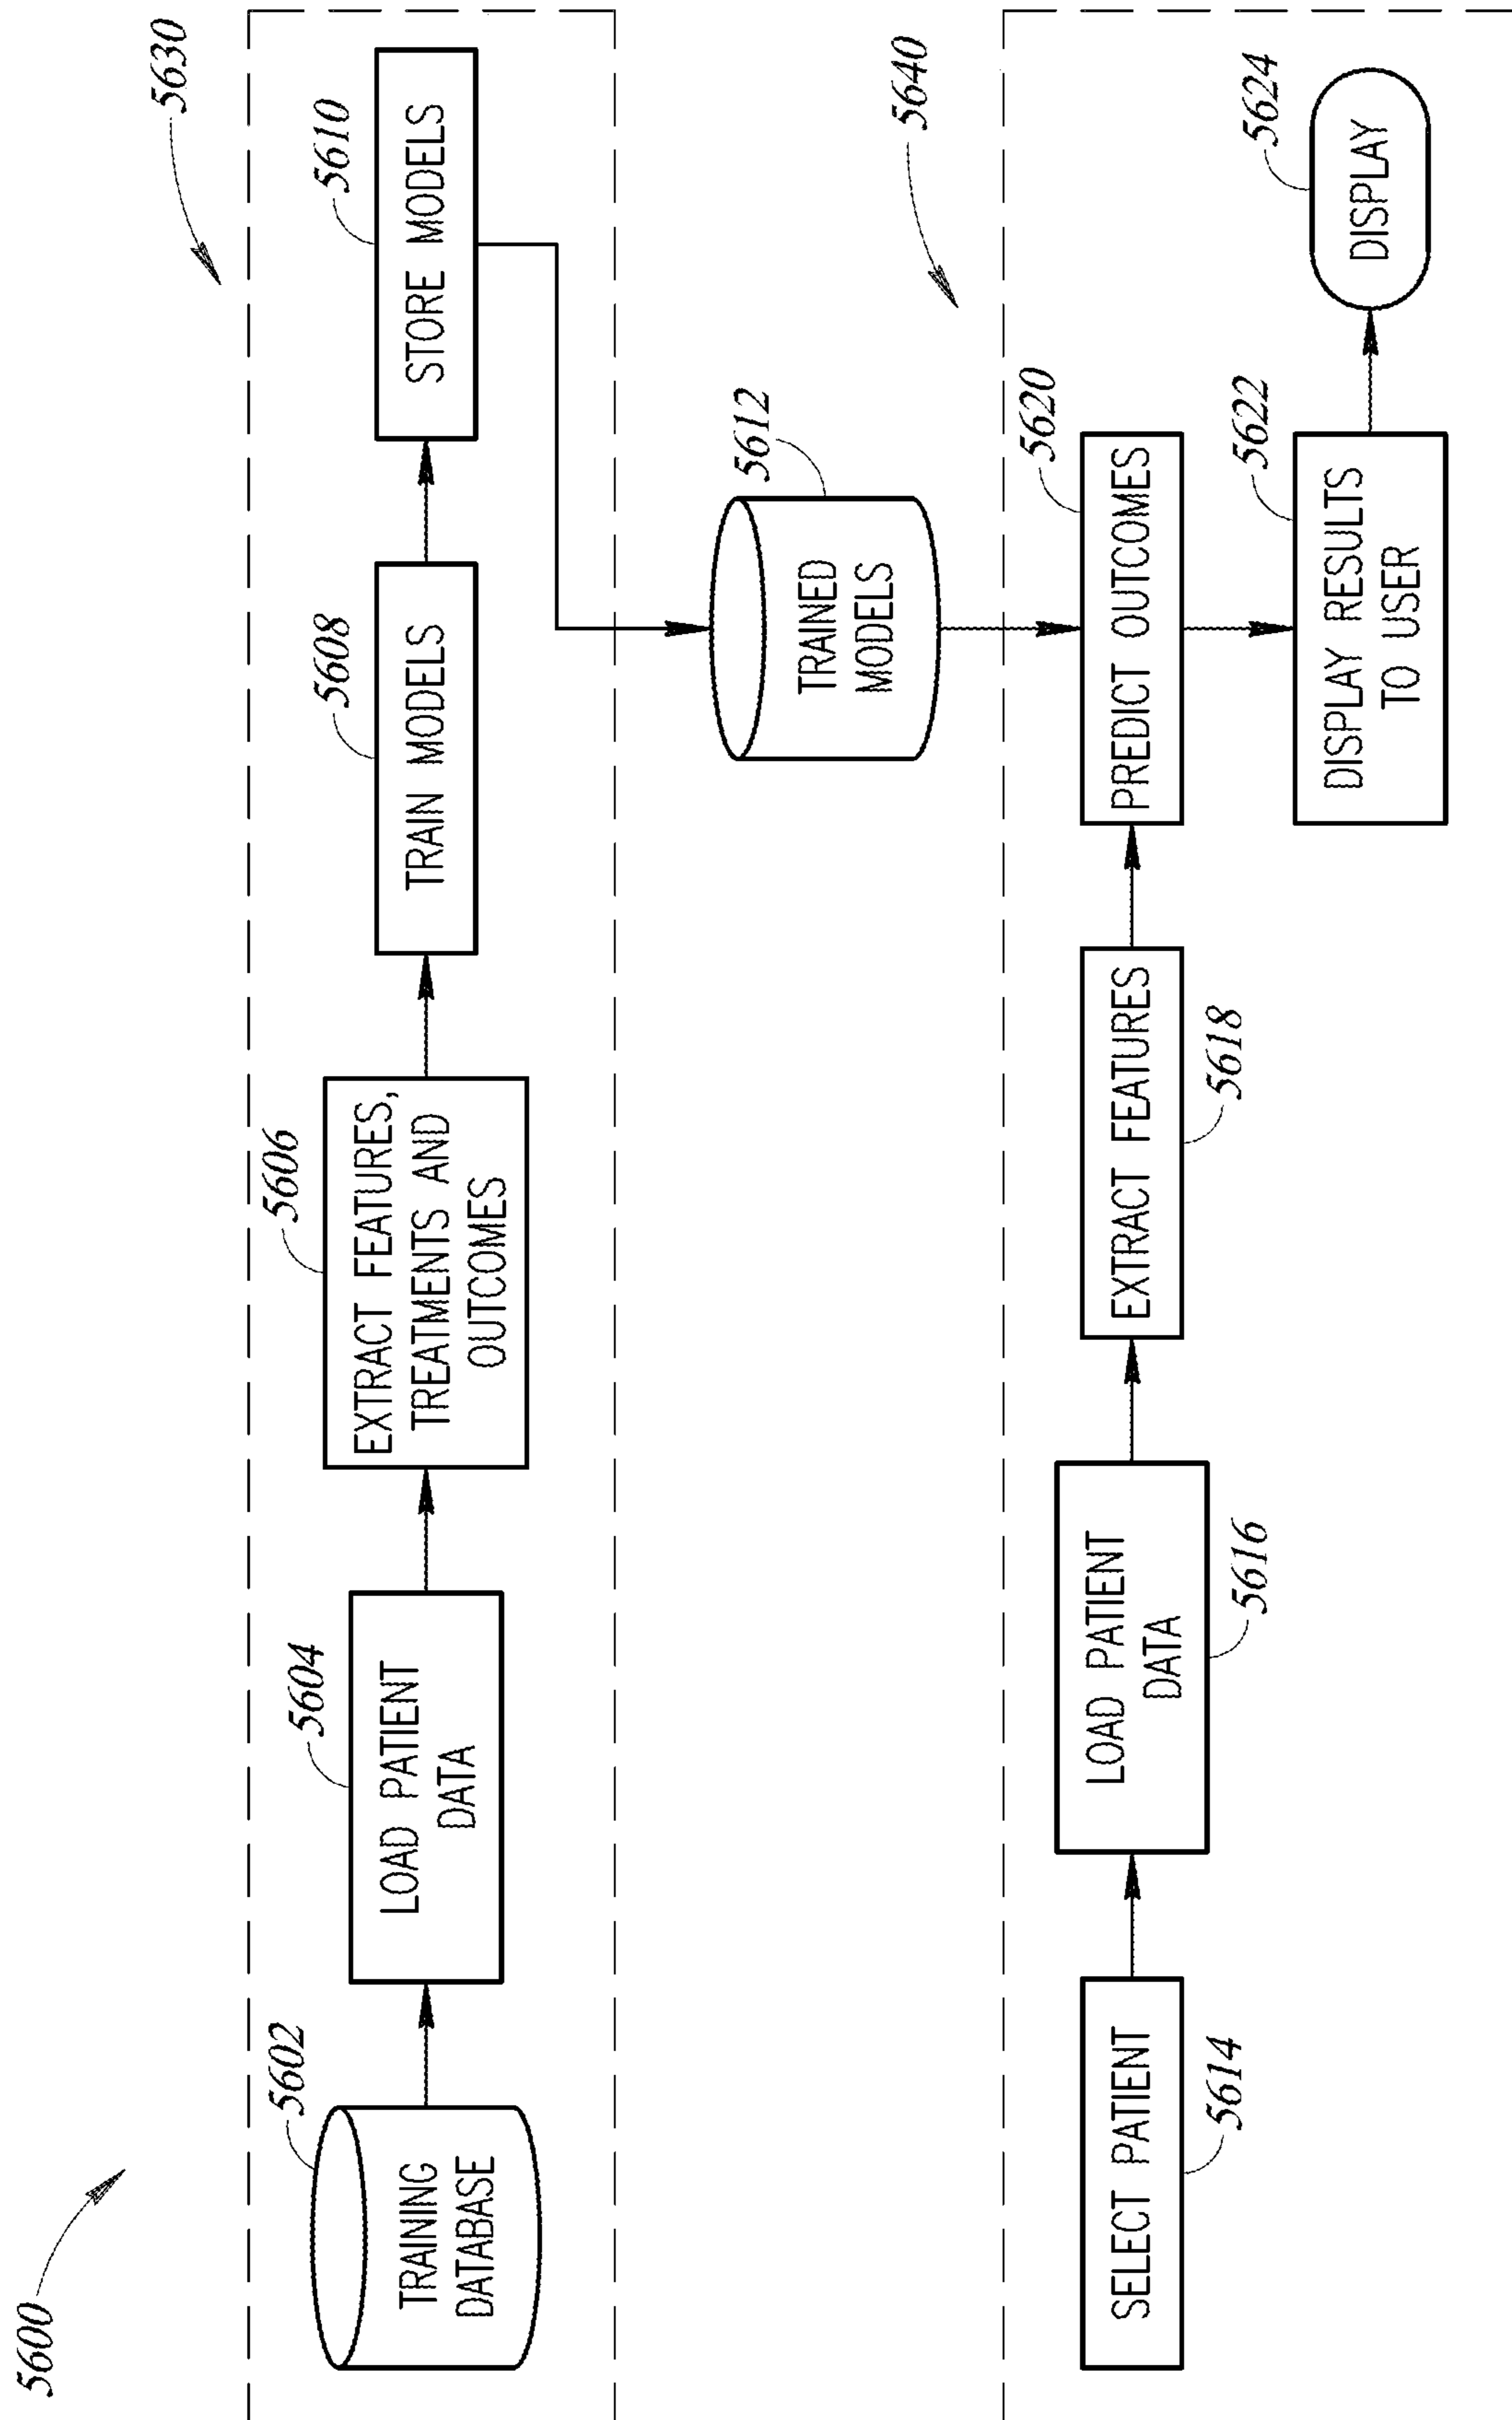 5600
5630
5602
TRAINING
DATABASE
5604
LOAD PATIENT
DATA
5606
EXTRACT FEATURES,
TREATMENTS AND
OUTCOMES
5608
TRAIN MODELS
5610
STORE MODELS
5612
TRAINED
MODELS
5640
SELECT PATIENT
5614
LOAD PATIENT
DATA
5616
EXTRACT FEATURES
5618
5620
PREDICT OUTCOMES
5622
DISPLAY RESULTS
TO USER
5624
DISPLAY